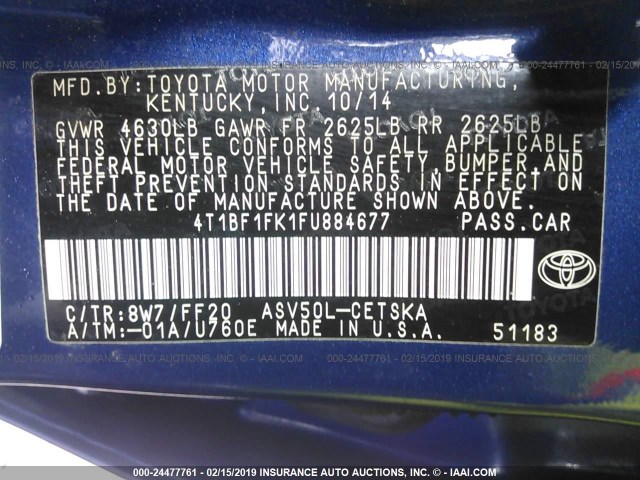 MFD.BY:TOYOTA MOTOR MANUFACTURING,
KENTUCKY,INC.10/14
GVWR 4630LB GAWR FR 2625LB RR 2625LB
THIS VEHICLE CONFORMS TO ALL APPLICABLE
FEDERAL MOTOR VEHICLE SAFETY, BUMPER,AND
THEFT PREVENTION STANDARDS IN EFFECT ON
THE DATE OF MANUFACTURE SHOWN ABOVE.
4T1BF1FK1FU884677 PASS.CAR
C/TR:8W7/FF20 ASV50L-CETSKA
A/TM:-01A/U760E MADE IN U.S.A. 51183
000-24477761 - 02/15/2019 INSURANCE AUTO AUCTIONS (-IAAI.COM)